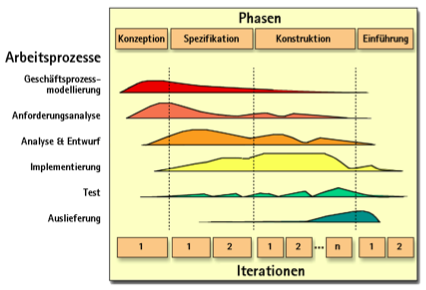 Phasen
Konzeption Spezifikation Konstruktion Einführung
Arbeitsprozesse
Geschäftsprozess-
modellierung
Anforderungsanalyse
Analyse & Entwurf
Implementierung
Test
Auslieferung
1 1 2 1 2 ... n 1 2
Iterationen